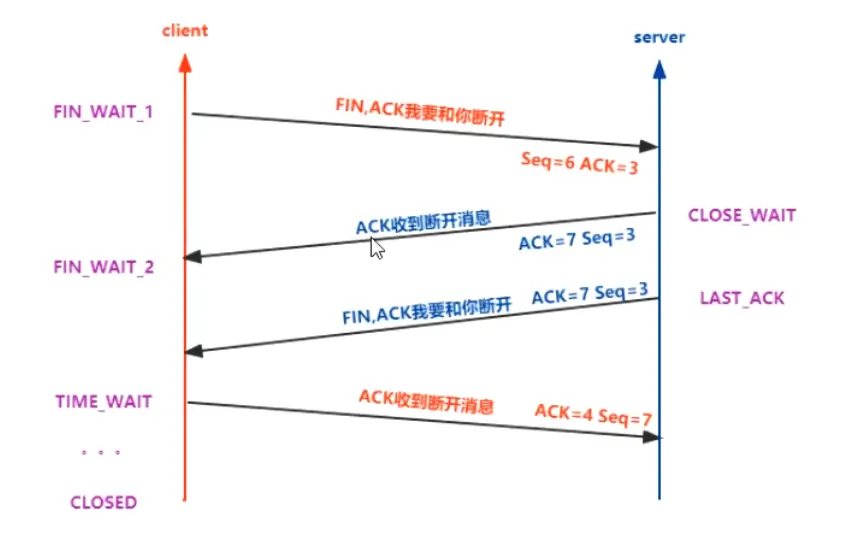 client
server
FIN_WAIT_1
FIN,ACK我要和你断开
Seq=6 ACK=3
ACK收到断开消息
CLOSE_WAIT
ACK=7 Seq=3
FIN_WAIT_2
FIN,ACK我要和你断开
ACK=7 Seq=3
LAST_ACK
TIME_WAIT
ACK收到断开消息
ACK=4 Seq=7
。。。
CLOSED